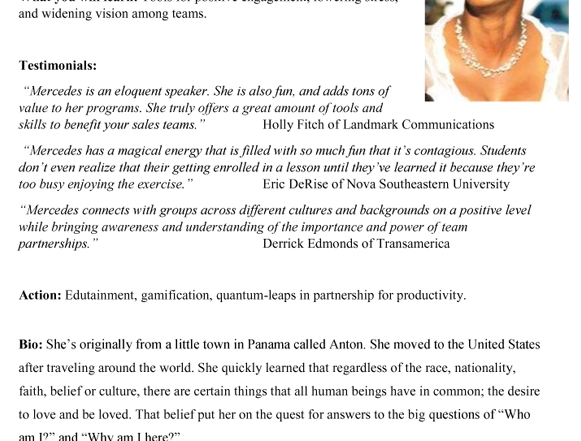 and widening vision among teams.
Testimonials:
“Mercedes is an eloquent speaker. She is also fun, and adds tons of
value to her programs. She truly offers a great amount of tools and
skills to benefit your sales teams.” Holly Fitch of Landmark Communications
“Mercedes has a magical energy that is filled with so much fun that it’s contagious. Students
don’t even realize that their getting enrolled in a lesson until they’ve learned it because they’re
too busy enjoying the exercise.” Eric DeRise of Nova Southeastern University
“Mercedes connects with groups across different cultures and backgrounds on a positive level
while bringing awareness and understanding of the importance and power of team
partnerships.” Derrick Edmonds of Transamerica
Action: Edutainment, gamification, quantum-leaps in partnership for productivity.
Bio: She’s originally from a little town in Panama called Anton. She moved to the United States
after traveling around the world. She quickly learned that regardless of the race, nationality,
faith, belief or culture, there are certain things that all human beings have in common; the desire
to love and be loved. That belief put her on the quest for answers to the big questions of “Who
am I?” and “Why am I here?”